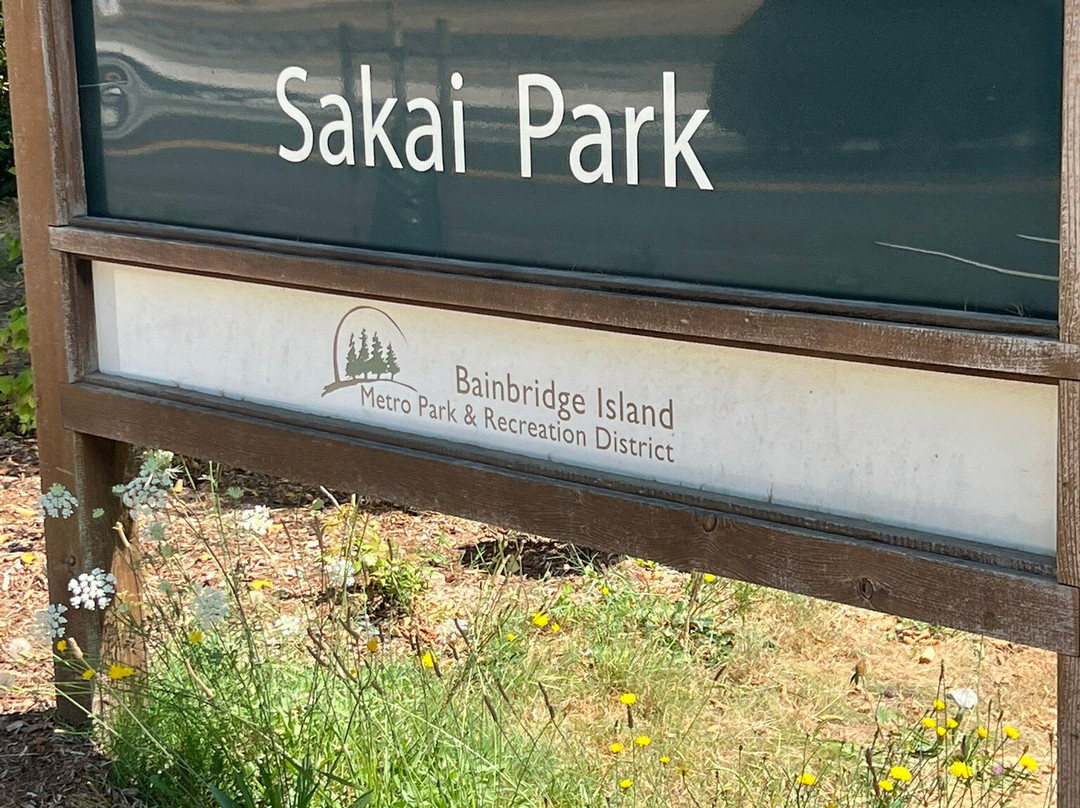 Sakai Park
Bainbridge Island
Metro Park & Recreation District